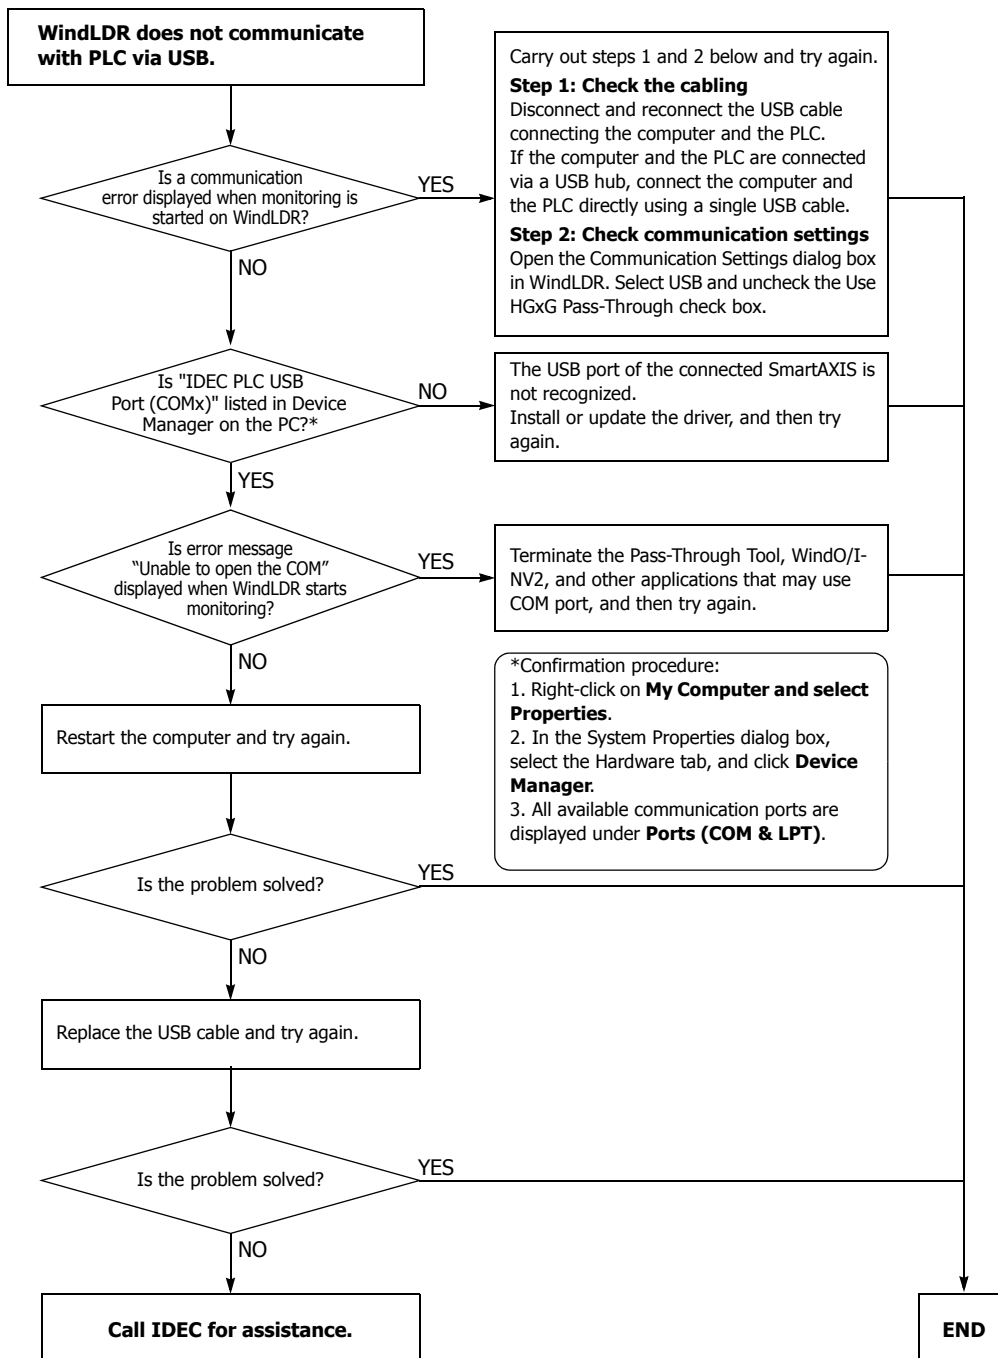 WindLDR does not communicate
with PLC via USB.
Carry out steps 1 and 2 below and try again.
Step 1: Check the cabling
Disconnect and reconnect the USB cable
connecting the computer and the PLC.
If the computer and the PLC are connected
via a USB hub, connect the computer and
the PLC directly using a single USB cable.
Step 2: Check communication settings
Open the Communication Settings dialog box
in WindLDR. Select USB and uncheck the Use
HGxG Pass-Through check box.
Is a communication
error displayed when monitoring is
started on WindLDR?
YES
NO
Is "IDEC PLC USB
Port (COMx)" listed in Device
Manager on the PC?*
NO
The USB port of the connected SmartAXIS is
not recognized.
Install or update the driver, and then try
again.
YES
Is error message
“Unable to open the COM”
displayed when WindLDR starts
monitoring?
YES
Terminate the Pass-Through Tool, WindO/I-
NV2, and other applications that may use
COM port, and then try again.
NO
*Confirmation procedure:
1. Right-click on My Computer and select
Properties.
2. In the System Properties dialog box,
select the Hardware tab, and click Device
Manager.
3. All available communication ports are
displayed under Ports (COM & LPT).
Restart the computer and try again.
Is the problem solved?
YES
NO
Replace the USB cable and try again.
Is the problem solved?
YES
NO
Call IDEC for assistance.
END